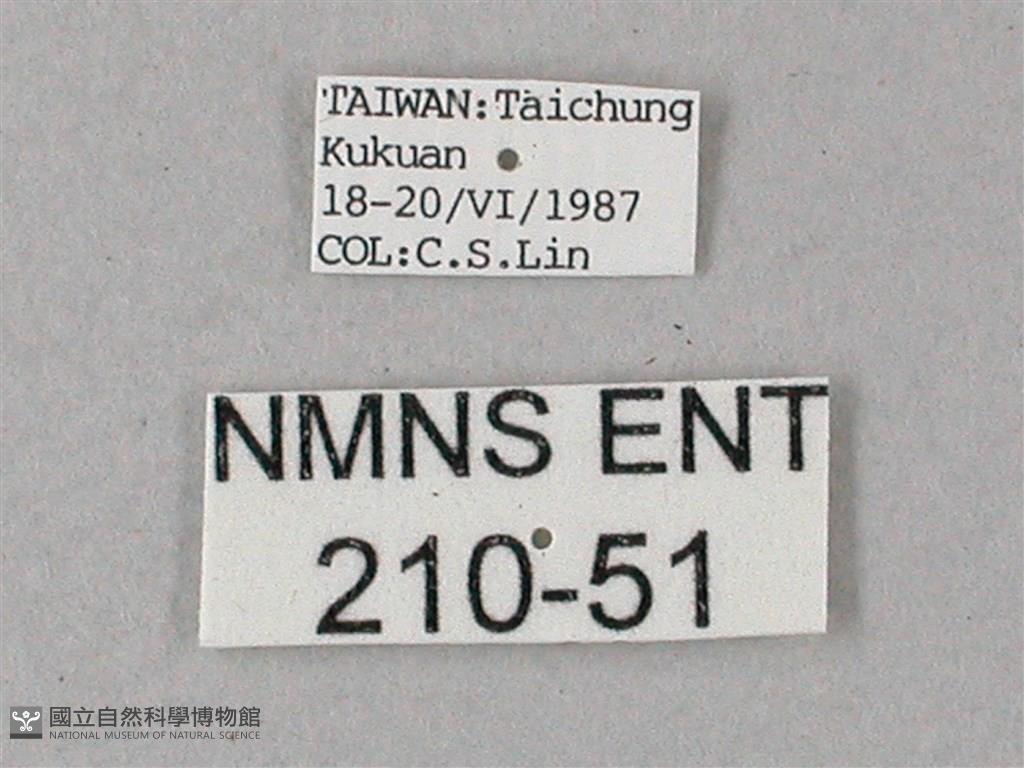 TAIWAN:Taichung
Kukuan
18-20/VI/1987
COL:C.S.Lin
NMNS ENT
210-51
國立自然科學博物館
NATIONAL MUSEUM OF NATURAL SCIENCE